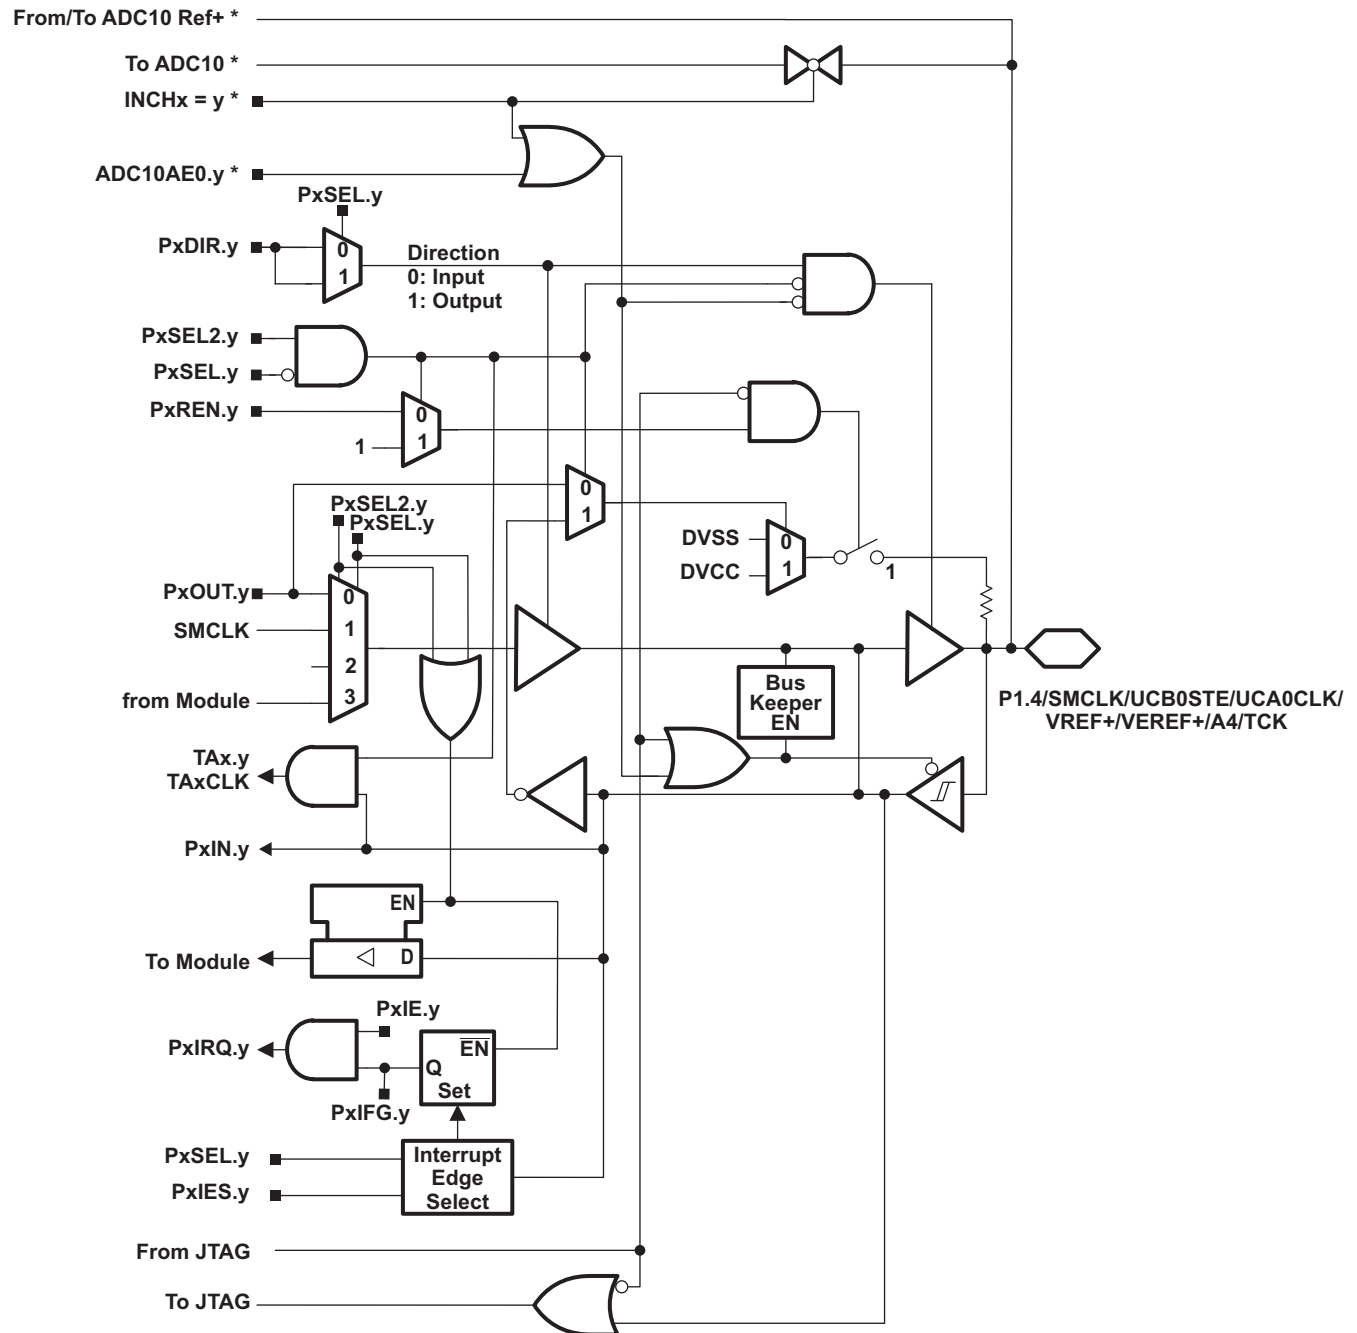 From/To ADC10 Ref+ *
To ADC10 *
INCHx = y *
ADC10AE0.y *
PxSEL.y
PxDIR.y
0
1
Direction
0: Input
1: Output
PxSEL2.y
PxSEL.y
PxREN.y
0
1
1
0
1
PxSEL2.y
PxSEL.y
DVSS
DVCC
0
1
1
PxOUT.y
SMCLK
from Module
0
1
2
3
Bus
Keeper
EN
P1.4/SMCLK/UCB0STE/UCA0CLK/
VREF+/VEREF+/A4/TCK
TAx.y
TAxCLK
PxIN.y
EN
D
To Module
PxIE.y
PxIRQ.y
EN
Q
Set
PxIFG.y
PxSEL.y
PxIES.y
Interrupt
Edge
Select
From JTAG
To JTAG